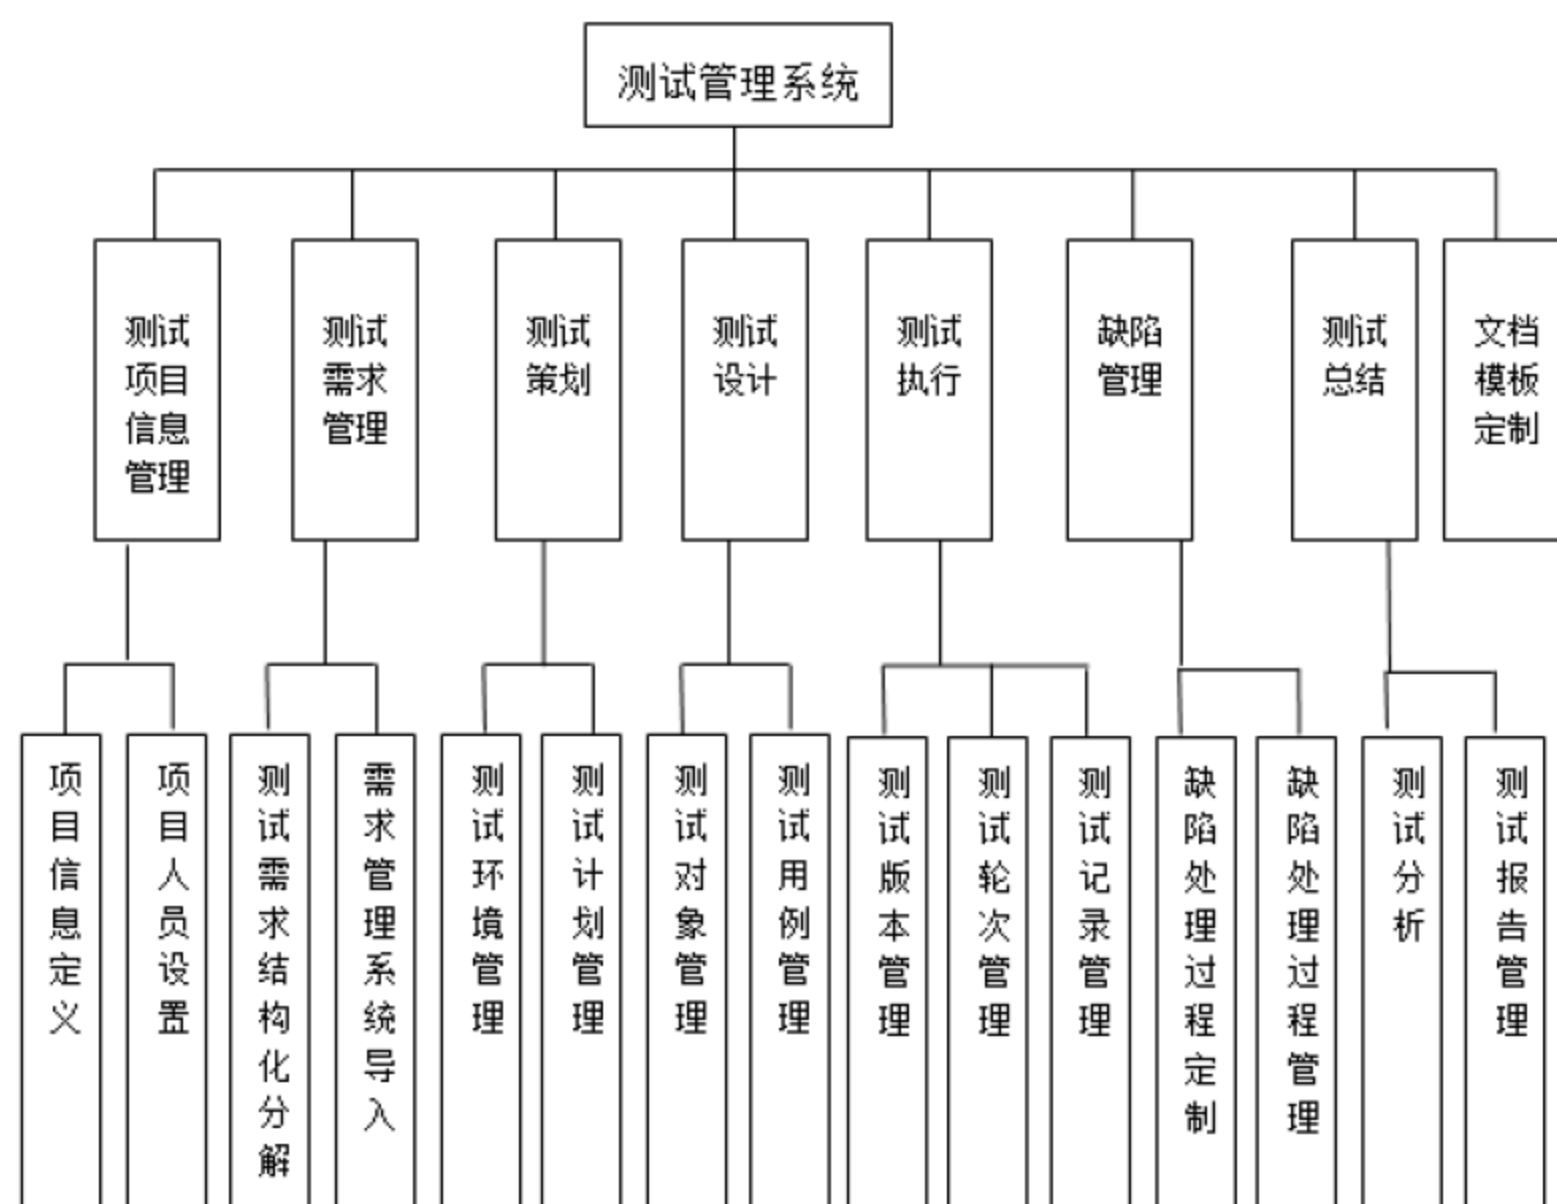 测试管理系统
测试
项目
信息
管理
测试
需求
管理
测试
策划
测试
设计
测试
执行
缺陷
管理
测试
总结
文档
模板
定制
项目信息定义
项目人员设置
测试需求结构化分解
需求管理系统导入
测试环境管理
测试计划管理
测试对象管理
测试用例管理
测试版本管理
测试轮次管理
测试记录管理
缺陷处理过程定制
缺陷处理过程管理
测试分析
测试报告管理